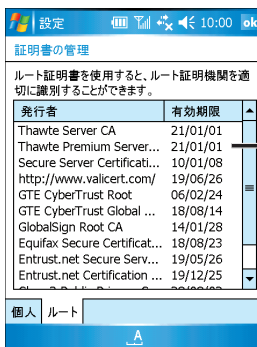 設定 10:00 ok
証明書の管理
ルート証明書を使用すると、ルート証明機関を適
切に識別することができます。
発行者 有効期限
Thawte Server CA 21/01/01
Thawte Premium Server... 21/01/01
Secure Server Certificati... 10/01/08
http://www.valicert.com/ 19/06/26
GTE CyberTrust Root 06/02/24
GTE CyberTrust Global ... 18/08/14
GlobalSign Root CA 14/01/28
Equifax Secure Certificat... 18/08/23
Entrust.net Secure Serv... 19/05/26
Entrust.net Certification ... 19/12/25
個人 ルート
A